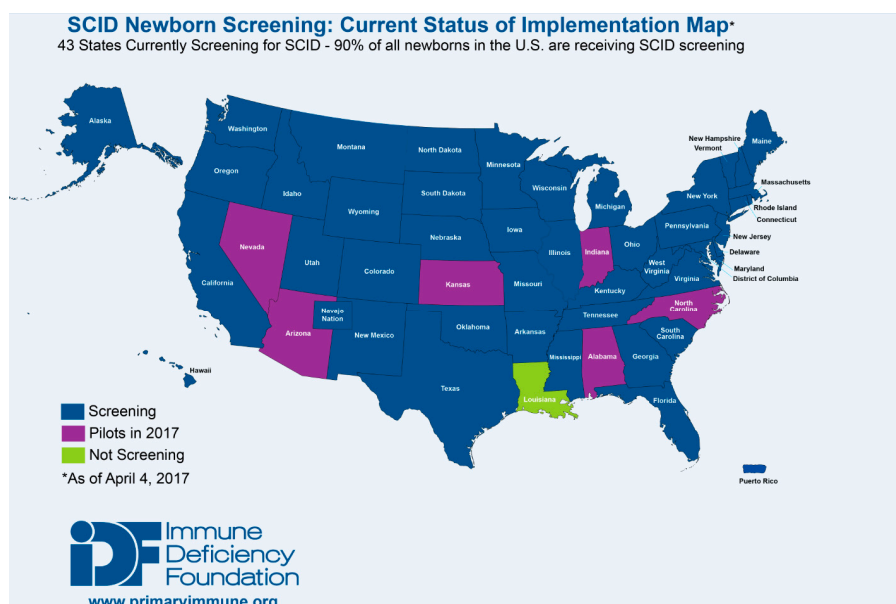 SCID Newborn Screening: Current Status of Implementation Map*
43 States Currently Screening for SCID - 90% of all newborns in the U.S. are receiving SCID screening
Alaska
Washington
Montana
North Dakota
Minnesota
New Hampshire
Vermont
Maine
Oregon
Idaho
South Dakota
Wisconsin
Michigan
New York
Massachusetts
Wyoming
Rhode Island
Connecticut
Nevada
Nebraska
Iowa
Illinois
Indiana
Ohio
Pennsylvania
New Jersey
Delaware
Utah
Colorado
California
Kansas
Missouri
West
Virginia
Virginia
Maryland
District of Columbia
Kentucky
North
Carolina
Arizona
Navajo
Nation
New Mexico
Oklahoma
Arkansas
Tennessee
South
Carolina
Mississippi
Alabama
Georgia
Hawaii
Texas
Louisiana
Florida
Screening
Pilots in 2017
Not Screening
*As of April 4, 2017
Puerto Rico
iDF Immune
Deficiency
Foundation
www.primaryimmune.org